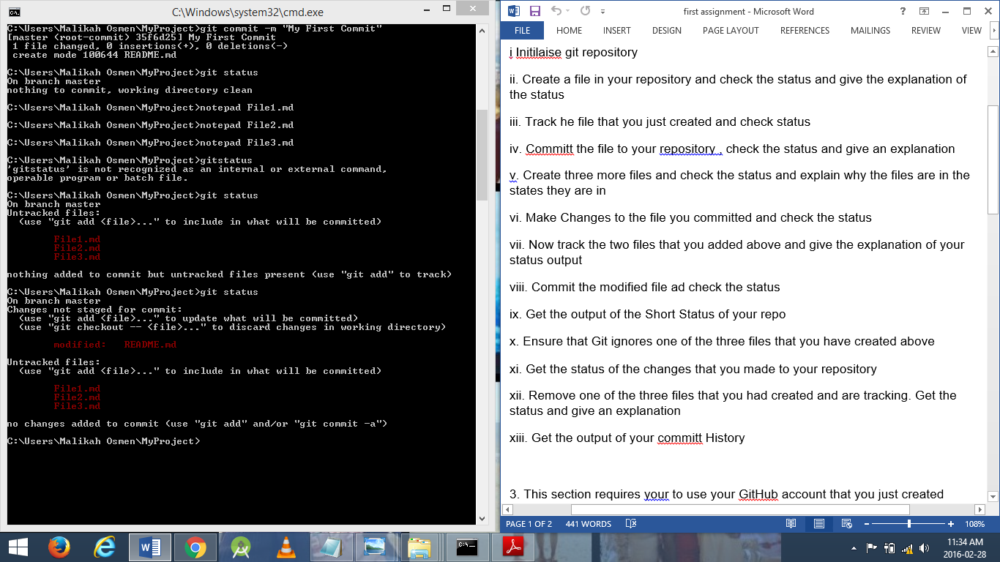 C:\Windows\system32\cmd.exe
C:\Users\Malikah Osmen\MyProject>git commit -m "My First Commit"
[master (root-commit) 35f6d25] My First Commit
1 file changed, 0 insertions(+), 0 deletions(-)
create mode 100644 README.md
C:\Users\Malikah Osmen\MyProject>git status
On branch master
nothing to commit, working directory clean
C:\Users\Malikah Osmen\MyProject>notepad File1.md
C:\Users\Malikah Osmen\MyProject>notepad File2.md
C:\Users\Malikah Osmen\MyProject>notepad File3.md
C:\Users\Malikah Osmen\MyProject>gitstatus
'gitstatus' is not recognized as an internal or external command,
operable program or batch file.
C:\Users\Malikah Osmen\MyProject>git status
On branch master
Untracked files:
(use "git add <file>..." to include in what will be committed)
File1.md
File2.md
File3.md
nothing added to commit but untracked files present (use "git add" to track)
C:\Users\Malikah Osmen\MyProject>git status
On branch master
Changes not staged for commit:
(use "git add <file>..." to update what will be committed)
(use "git checkout -- <file>..." to discard changes in working directory)
modified: README.md
Untracked files:
(use "git add <file>..." to include in what will be committed)
File1.md
File2.md
File3.md
no changes added to commit (use "git add" and/or "git commit -a")
C:\Users\Malikah Osmen\MyProject>
first assignment - Microsoft Word
FILE HOME INSERT DESIGN PAGE LAYOUT REFERENCES MAILINGS REVIEW VIEW
i Initilaise git repository
ii. Create a file in your repository and check the status and give the explanation of
the status
iii. Track he file that you just created and check status
iv. Committ the file to your repository , check the status and give an explanation
v. Create three more files and check the status and explain why the files are in the
states they are in
vi. Make Changes to the file you committed and check the status
vii. Now track the two files that you added above and give the explanation of your
status output
viii. Commit the modified file ad check the status
ix. Get the output of the Short Status of your repo
x. Ensure that Git ignores one of the three files that you have created above
xi. Get the status of the changes that you made to your repository
xii. Remove one of the three files that you had created and are tracking. Get the
status and give an explanation
xiii. Get the output of your committ History
3. This section requires your to use your GitHub account that you just created
PAGE 1 OF 2 441 WORDS 108%
11:34 AM
2016-02-28